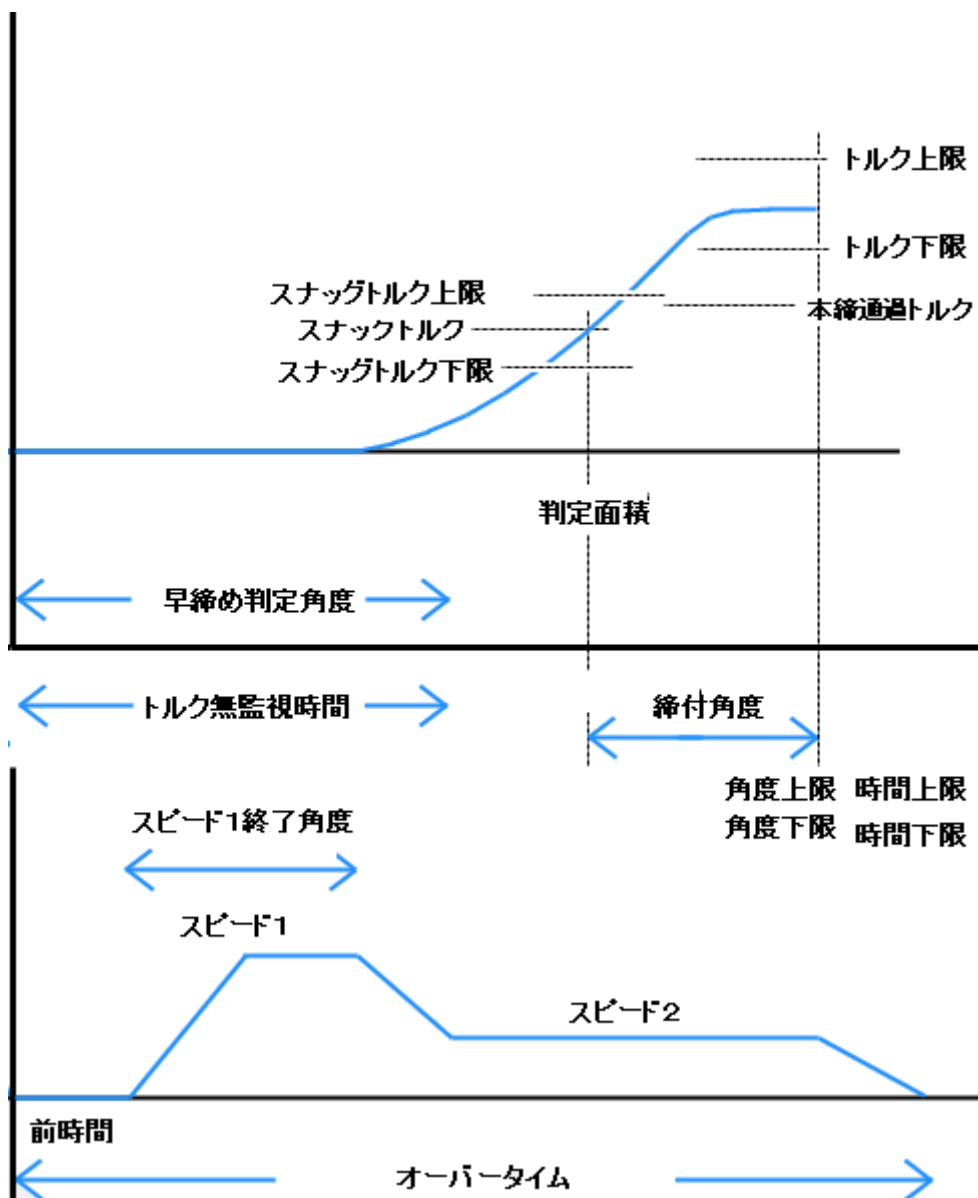 トルク上限
トルク下限
スナッグトルク上限
本締通過トルク
スナックトルク
スナッグトルク下限
判定面積
早締め判定角度
トルク無監視時間
締付角度
角度上限 時間上限
角度下限 時間下限
スピード1終了角度
スピード1
スピード2
前時間
オーバータイム